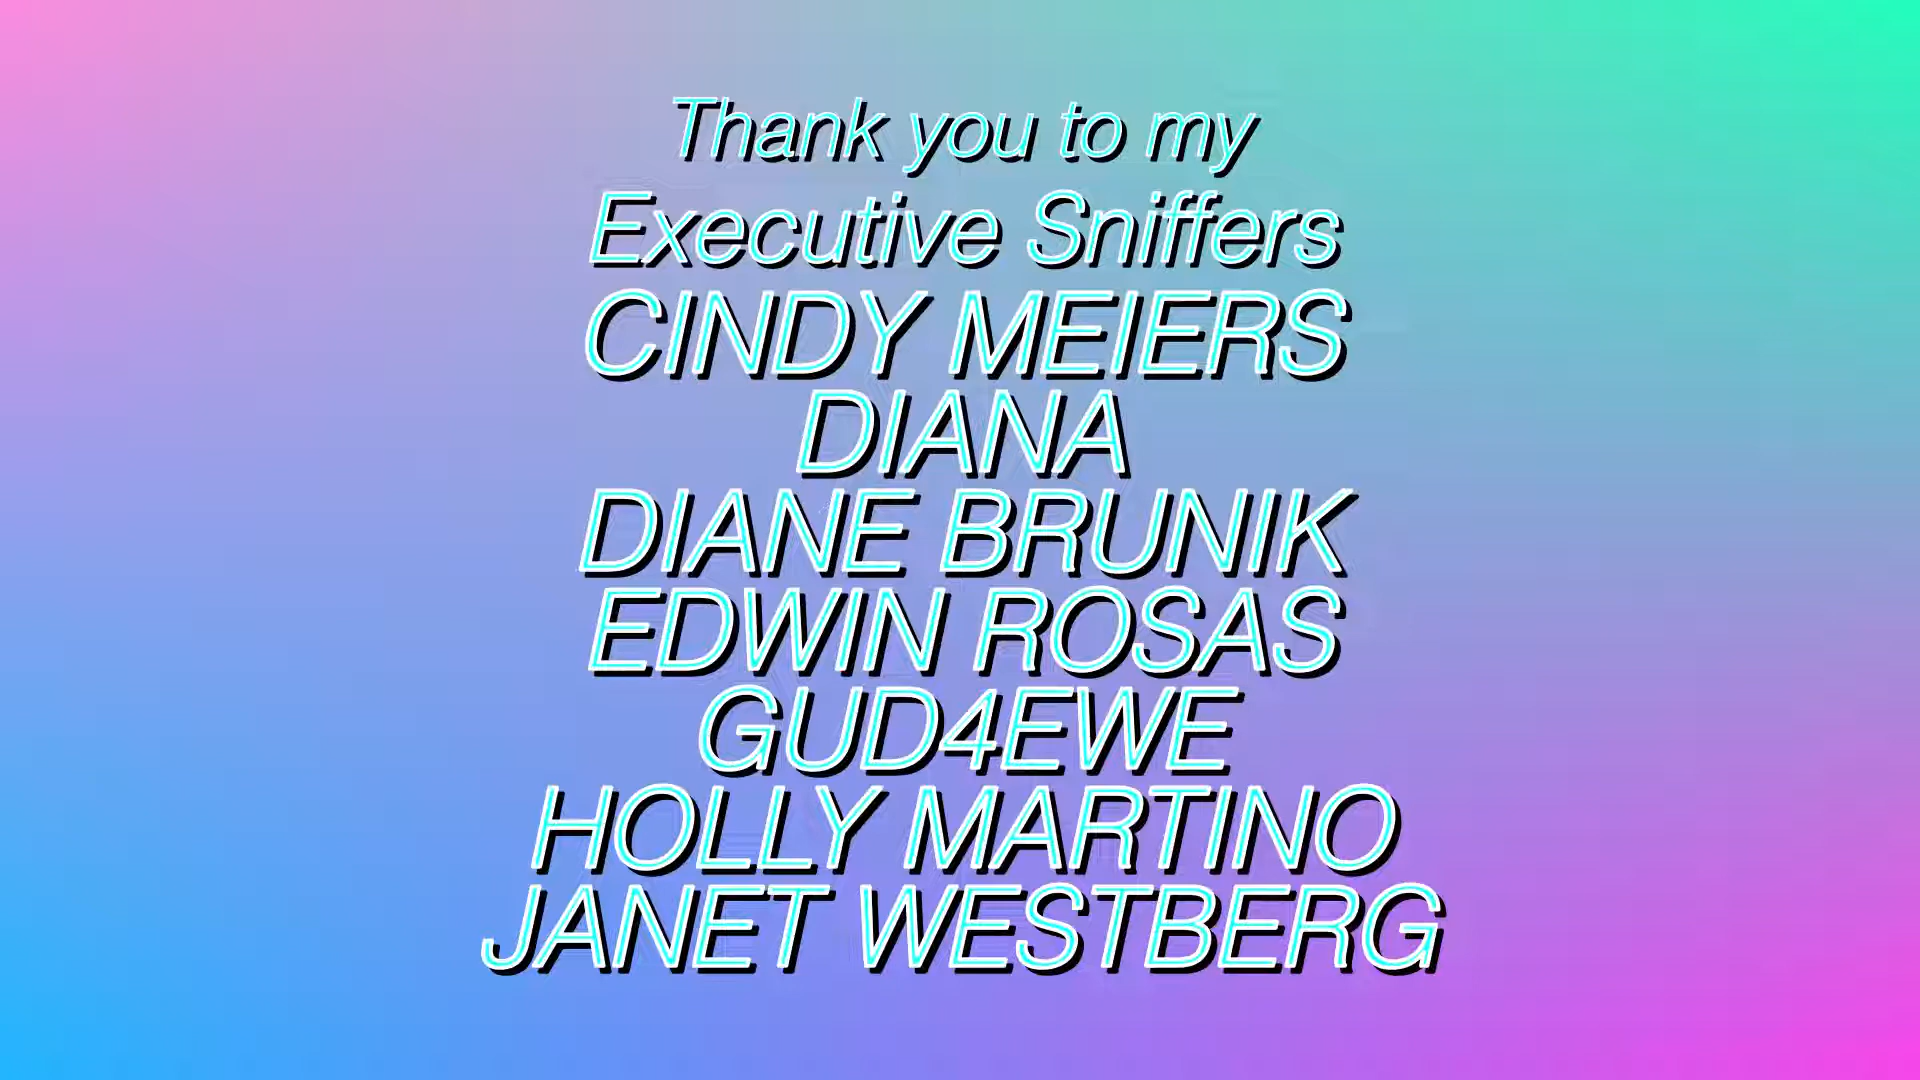 Thank you to my
Executive Sniffers
CINDY MEIERS
DIANA
DIANE BRUNIK
EDWIN ROSAS
GUD4EWE
HOLLY MARTINO
JANET WESTBERG